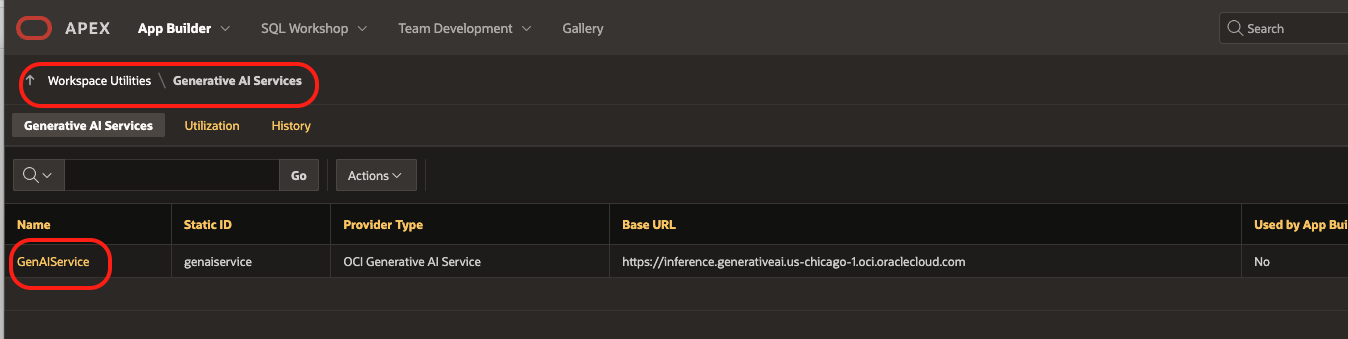 APEX App Builder SQL Workshop Team Development Gallery Search
Workspace Utilities \ Generative AI Services
Generative AI Services Utilization History
Go Actions
Name Static ID Provider Type Base URL Used by App Bui
GenAIService genaiservice OCI Generative AI Service https://inference.generativeai.us-chicago-1.oci.oraclecloud.com No